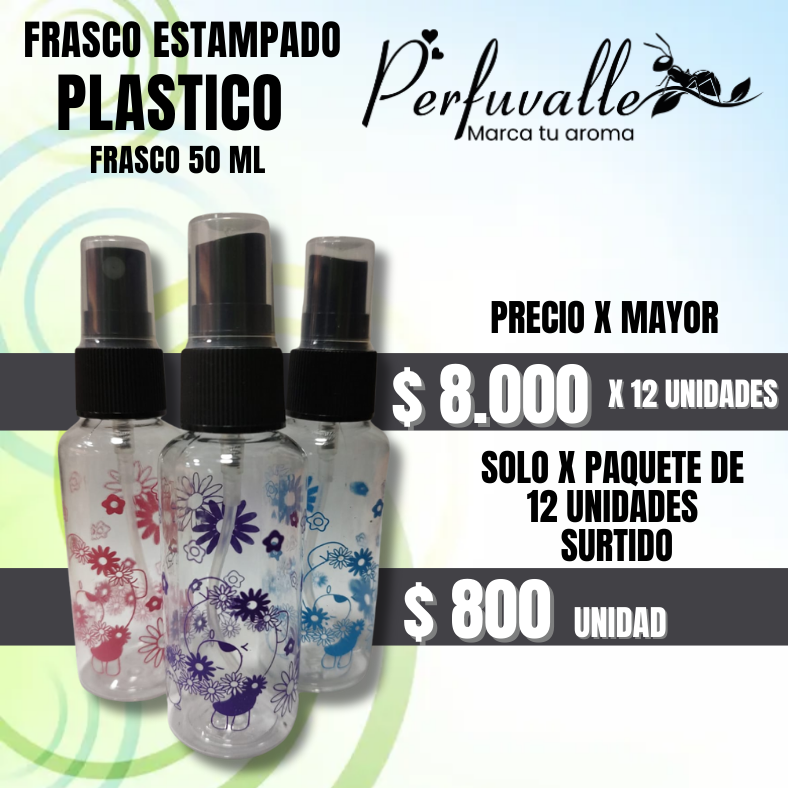 FRASCO ESTAMPADO
PLASTICO
FRASCO 50 ML
Perfuvalle
Marca tu aroma
PRECIO X MAYOR
$ 8.000 X 12 UNIDADES
SOLO X PAQUETE DE
12 UNIDADES
SURTIDO
$ 800 UNIDAD